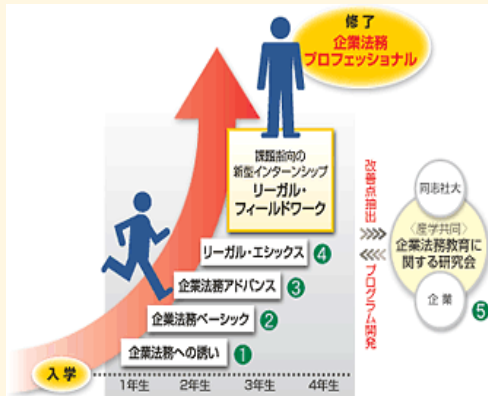 修了
企業法務
プロフェッショナル
課題指向の
新型インターンシップ
リーガル・
フィールドワーク
リーガル・エシックス 4
企業法務アドバンス 3
企業法務ベーシック 2
企業法務への誘い 1
入学
1年生 2年生 3年生 4年生
改善点抽出
プログラム開発
同志社大
〈産学共同〉
企業法務教育に
関する研究会
企業
5